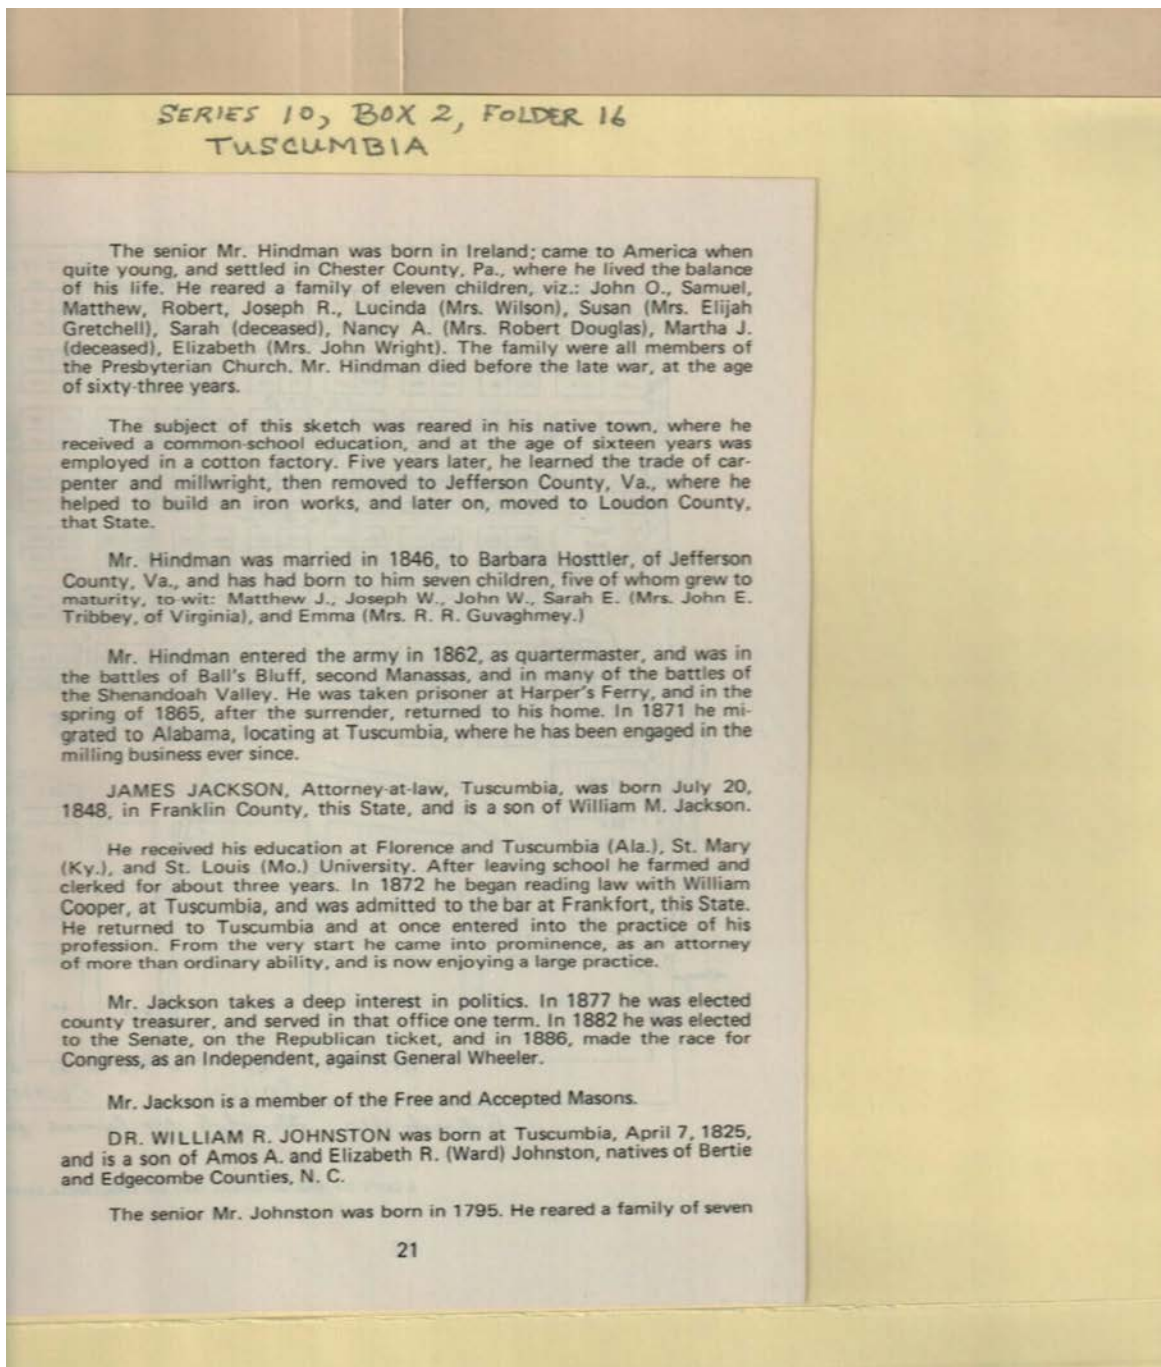 SERIES 10, BOX 2, FOLDER 16
TUSCUMBIA
The senior Mr. Hindman was born in Ireland; came to America when
quite young, and settled in Chester County, Pa., where he lived the balance
of his life. He reared a family of eleven children, viz.: John O., Samuel,
Matthew, Robert, Joseph R., Lucinda (Mrs. Wilson), Susan (Mrs. Elijah
Gretchell), Sarah (deceased), Nancy A. (Mrs. Robert Douglas), Martha J.
(deceased), Elizabeth (Mrs. John Wright). The family were all members of
the Presbyterian Church. Mr. Hindman died before the late war, at the age
of sixty-three years.
The subject of this sketch was reared in his native town, where he
received a common-school education, and at the age of sixteen years was
employed in a cotton factory. Five years later, he learned the trade of car-
penter and millwright, then removed to Jefferson County, Va., where he
helped to build an iron works, and later on, moved to Loudon County,
that State.
Mr. Hindman was married in 1846, to Barbara Hosttler, of Jefferson
County, Va., and has had born to him seven children, five of whom grew to
maturity, to-wit: Matthew J., Joseph W., John W., Sarah E. (Mrs. John E.
Tribbey, of Virginia), and Emma (Mrs. R. R. Guvaghmey.)
Mr. Hindman entered the army in 1862, as quartermaster, and was in
the battles of Ball's Bluff, second Manassas, and in many of the battles of
the Shenandoah Valley. He was taken prisoner at Harper's Ferry, and in the
spring of 1865, after the surrender, returned to his home. In 1871 he mi-
grated to Alabama, locating at Tuscumbia, where he has been engaged in the
milling business ever since.
JAMES JACKSON, Attorney-at-law, Tuscumbia, was born July 20,
1848, in Franklin County, this State, and is a son of William M. Jackson.
He received his education at Florence and Tuscumbia (Ala.), St. Mary
(Ky.), and St. Louis (Mo.) University. After leaving school he farmed and
clerked for about three years. In 1872 he began reading law with William
Cooper, at Tuscumbia, and was admitted to the bar at Frankfort, this State.
He returned to Tuscumbia and at once entered into the practice of his
profession. From the very start he came into prominence, as an attorney
of more than ordinary ability, and is now enjoying a large practice.
Mr. Jackson takes a deep interest in politics. In 1877 he was elected
county treasurer, and served in that office one term. In 1882 he was elected
to the Senate, on the Republican ticket, and in 1886, made the race for
Congress, as an Independent, against General Wheeler.
Mr. Jackson is a member of the Free and Accepted Masons.
DR. WILLIAM R. JOHNSTON was born at Tuscumbia, April 7, 1825,
and is a son of Amos A. and Elizabeth R. (Ward) Johnston, natives of Bertie
and Edgecombe Counties, N. C.
The senior Mr. Johnston was born in 1795. He reared a family of seven
21